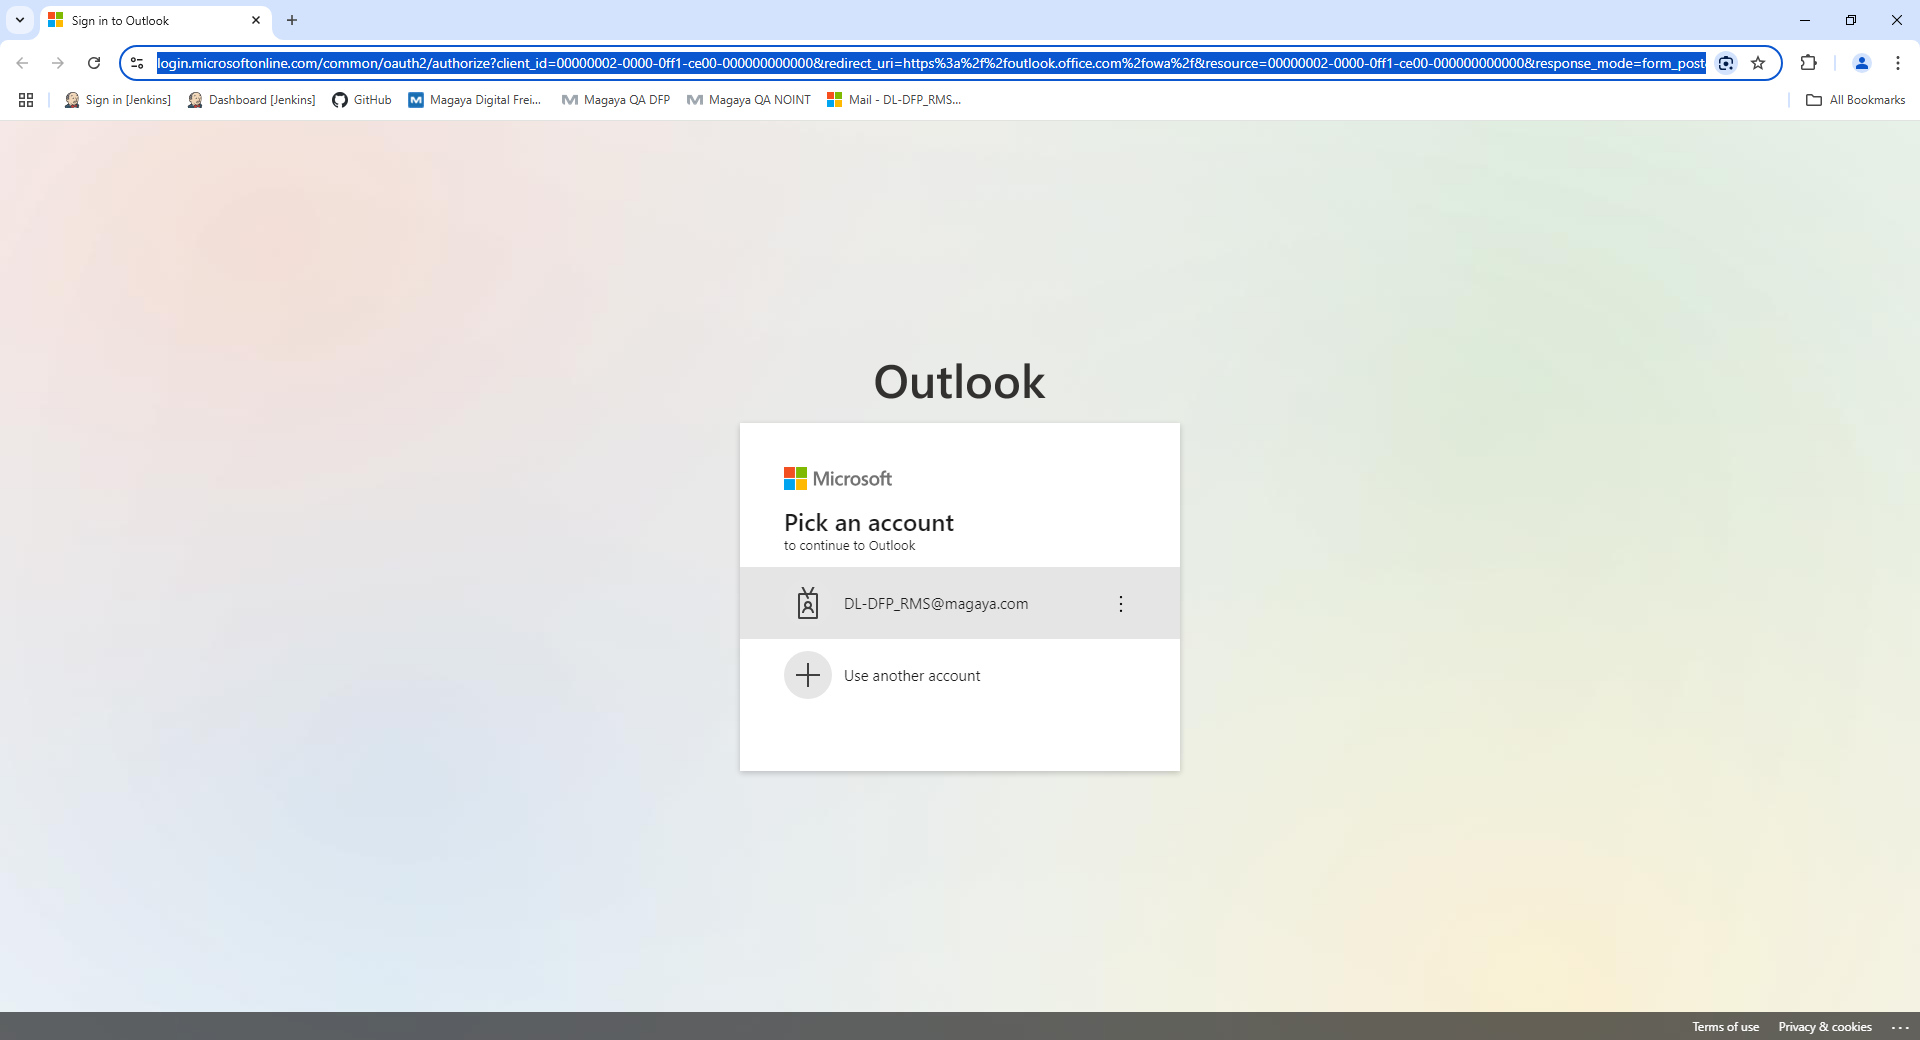 Sign in to Outlook
login.microsoftonline.com/common/oauth2/authorize?client_id=00000002-0000-0ff1-ce00-000000000000&redirect_uri=https%3a%2f%2foutlook.office.com%2fowa%2f&resource=00000002-0000-0ff1-ce00-000000000000&response_mode=form_post
Sign in [Jenkins]
Dashboard [Jenkins]
GitHub
Magaya Digital Frei...
Magaya QA DFP
Magaya QA NOINT
Mail - DL-DFP_RMS...
All Bookmarks
Outlook
Microsoft
Pick an account
to continue to Outlook
DL-DFP_RMS@magaya.com
Use another account
Terms of use
Privacy & cookies